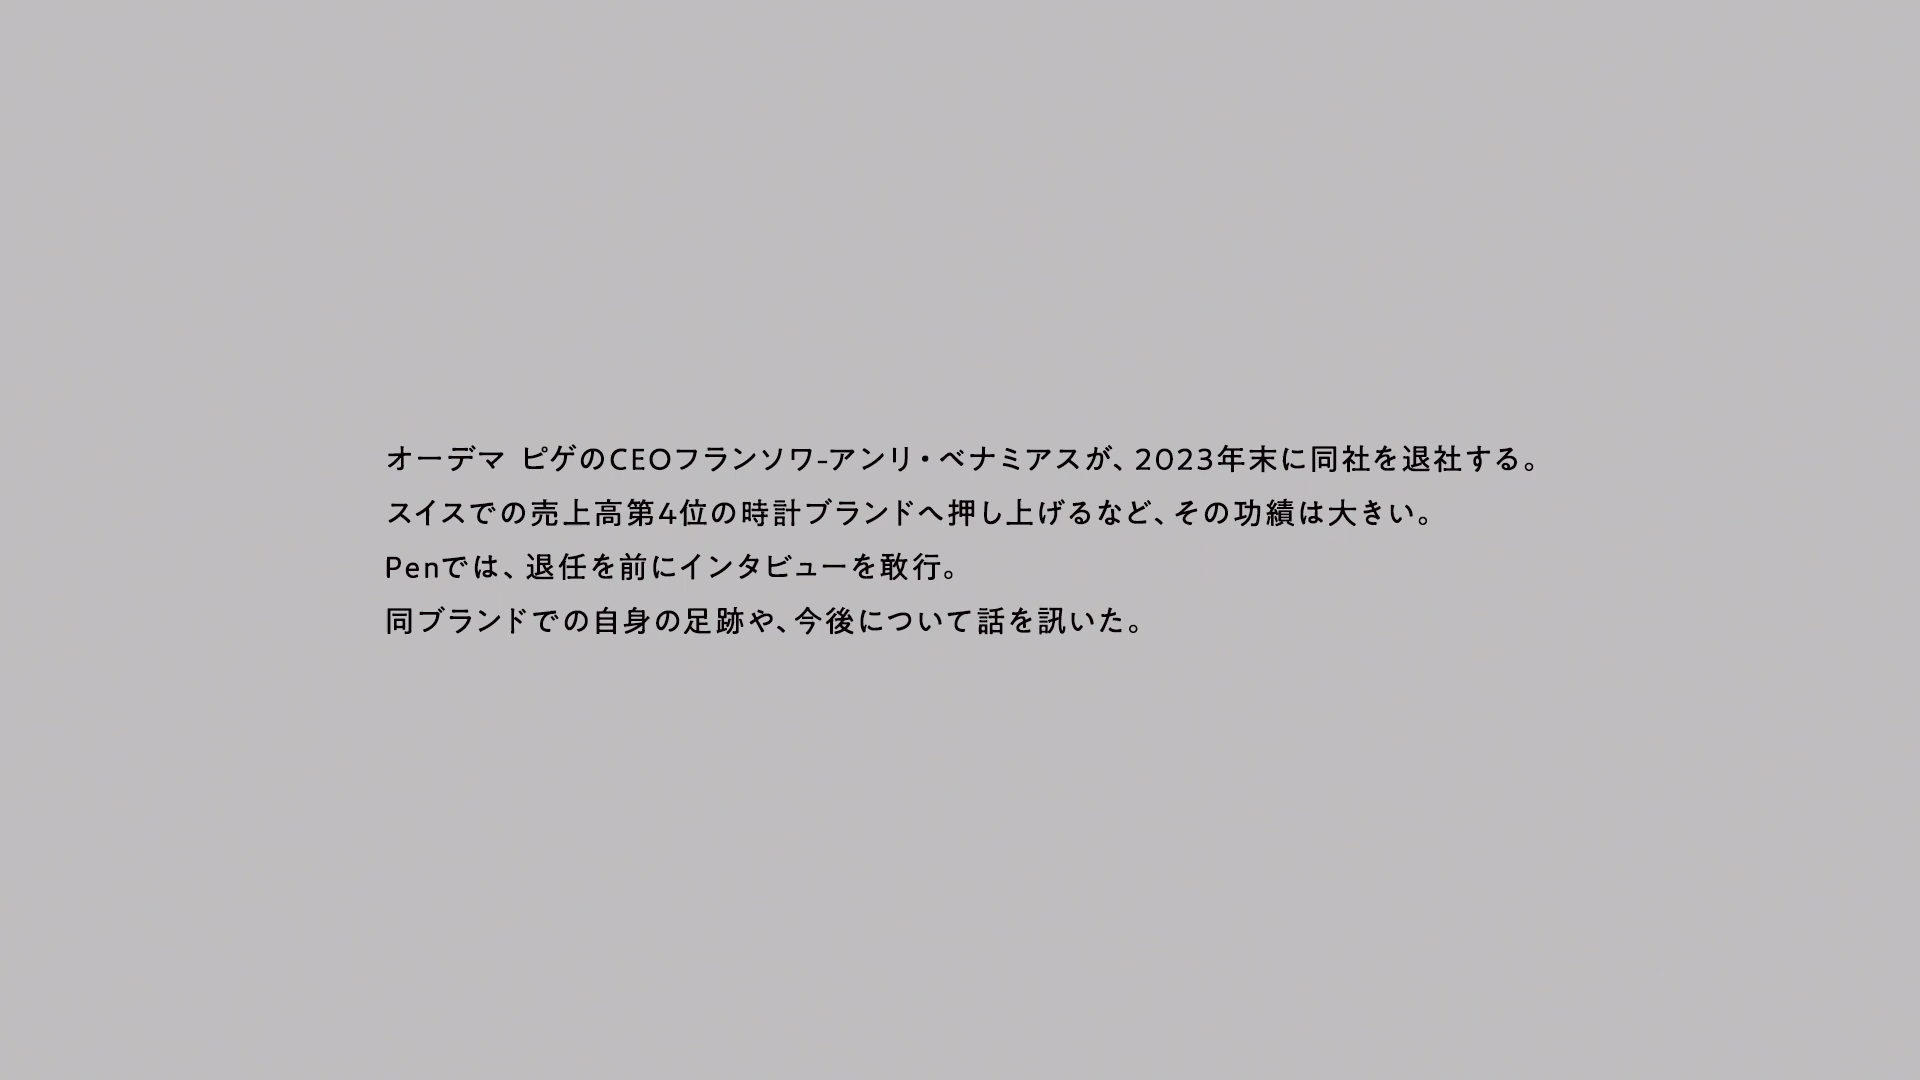 オーデマ ピゲのCEOフランソワ-アンリ・ベナミアスが、2023年末に同社を退社する。
スイスでの売上高第4位の時計ブランドへ押し上げるなど、その功績は大きい。
Penでは、退任を前にインタビューを敢行。
同ブランドでの自身の足跡や、今後について話を訊いた。